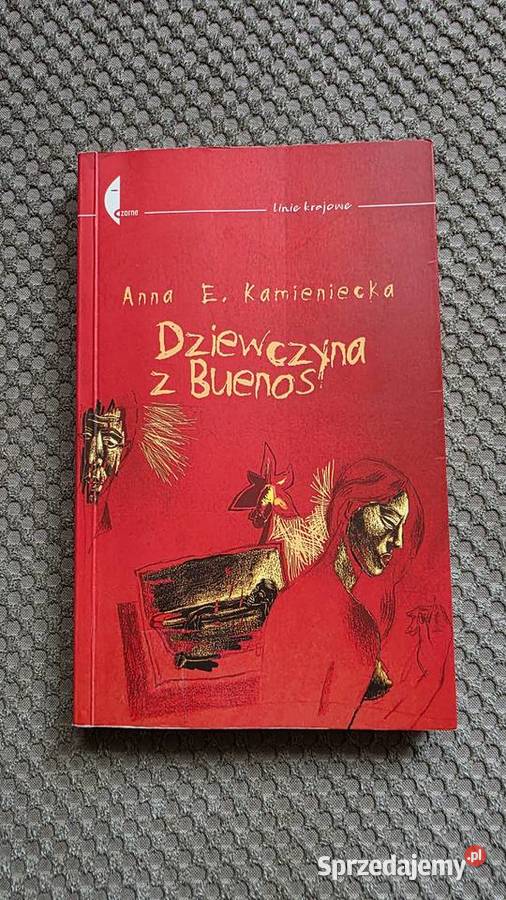 czarne
linie krajowe
Anna E. Kamieniecka
Dziewczyna
z Buenos
Sprzedajemy.pl